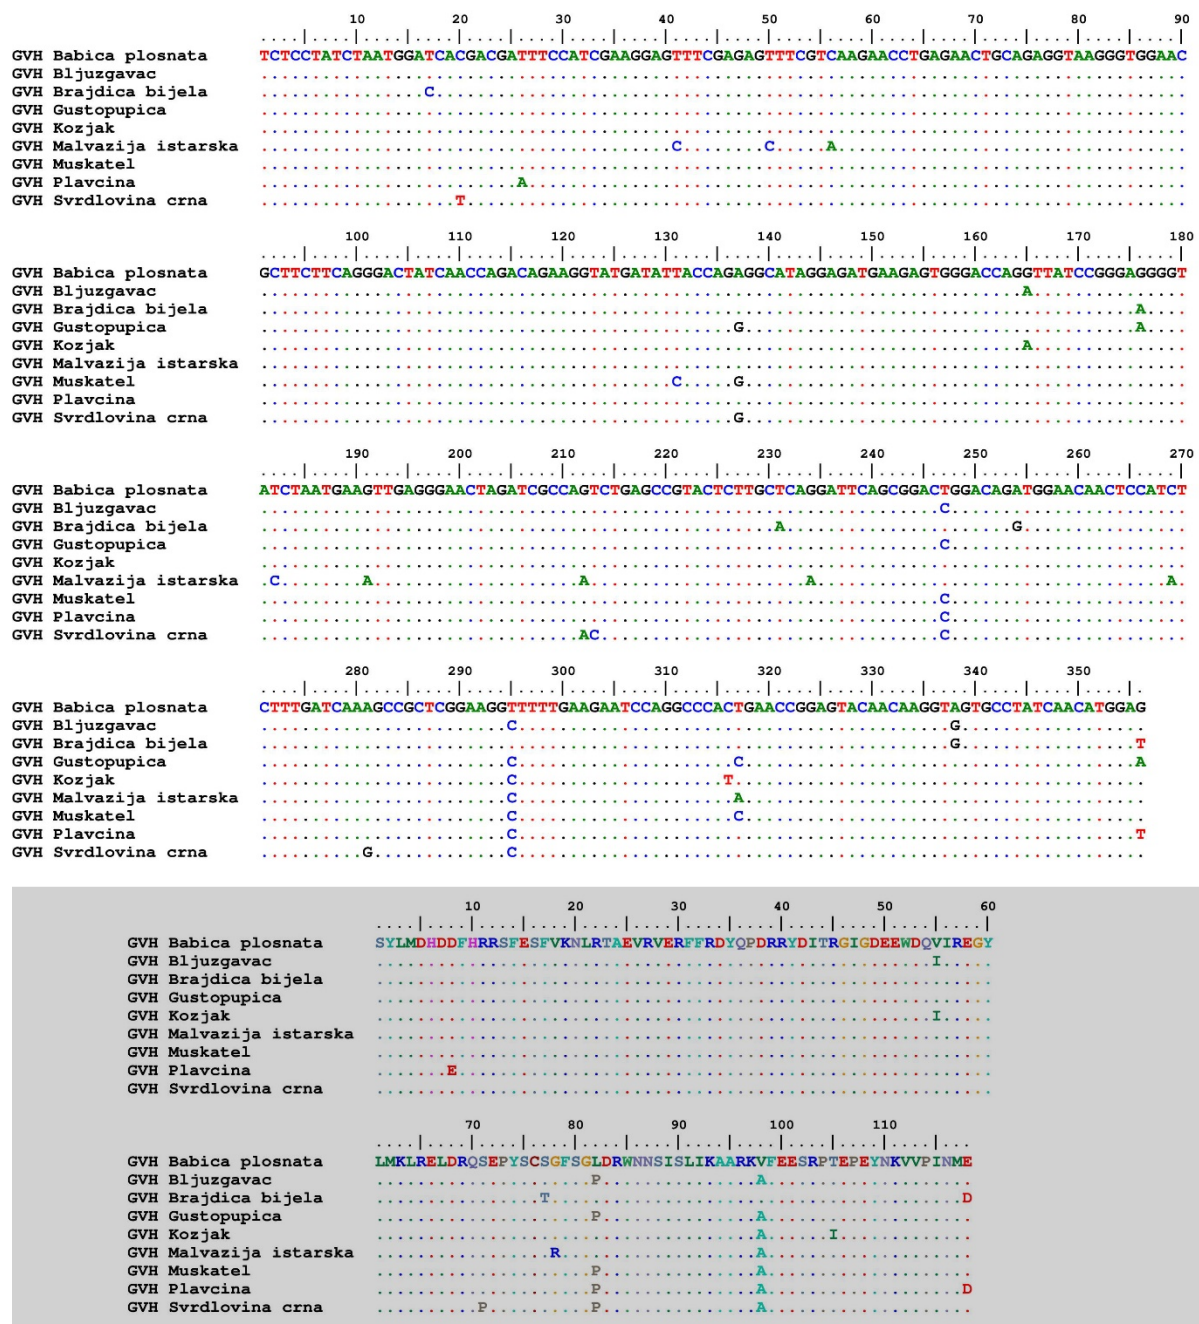 10 20 30 40 50 60 70 80 90
GVH Babica plosnata TCTCCTATCTAATGGATCACGACGATTTCCATCGAAGGAGTTTCGAGAGTTTCGTCAAGAACCTGAGAACTGCAGAGGTAAGGGTGGAAC
GVH Bljuzgavac
GVH Brajdica bijela C
GVH Gustopupica
GVH Kozjak
GVH Malvazija istarska C C A
GVH Muskatel
GVH Plavcina A
GVH Svrdlovina crna T
100 110 120 130 140 150 160 170 180
GVH Babica plosnata GCTTCTTCAGGGACTATCAACCAGACAGAAGGTATGATATTACCAGAGGCATAGGAGATGAAGAGTGGGACCAGGTTATCCGGGAGGGGT
GVH Bljuzgavac A
GVH Brajdica bijela A
GVH Gustopupica G A
GVH Kozjak A
GVH Malvazija istarska
GVH Muskatel C G
GVH Plavcina
GVH Svrdlovina crna G
190 200 210 220 230 240 250 260 270
GVH Babica plosnata ATCTAATGAAGTTGAGGGAACTAGATCGCCAGTCTGAGCCGTACTCTTGCTCAGGATTCAGCGGACTGGACAGATGGAACAACTCCATCT
GVH Bljuzgavac C
GVH Brajdica bijela A G
GVH Gustopupica C
GVH Kozjak
GVH Malvazija istarska C A A A A
GVH Muskatel C
GVH Plavcina C
GVH Svrdlovina crna AC C
280 290 300 310 320 330 340 350
GVH Babica plosnata CTTTGATCAAAGCCGCTCGGAAGGTTTTTGAAGAATCCAGGCCCACTGAACCGGAGTACAACAAGGTAGTGCCTATCAACATGGAG
GVH Bljuzgavac C G
GVH Brajdica bijela G T
GVH Gustopupica C C A
GVH Kozjak C T
GVH Malvazija istarska C A
GVH Muskatel C C
GVH Plavcina C T
GVH Svrdlovina crna G C
10 20 30 40 50 60
GVH Babica plosnata SYLMDHDDFHRRSFESFVKNLRTAEVRVERFFRDYQPDRRYDITRGIGDEEWDQVIREGY
GVH Bljuzgavac I
GVH Brajdica bijela
GVH Gustopupica
GVH Kozjak I
GVH Malvazija istarska
GVH Muskatel
GVH Plavcina E
GVH Svrdlovina crna
70 80 90 100 110
GVH Babica plosnata LMKLRELDRQSEPYSCSGFSGLDRWNNSISLIKAARKVFEESRPTEPEYNKVVPINME
GVH Bljuzgavac P A
GVH Brajdica bijela T D
GVH Gustopupica P A
GVH Kozjak A I
GVH Malvazija istarska R A
GVH Muskatel P A
GVH Plavcina P A D
GVH Svrdlovina crna P P A